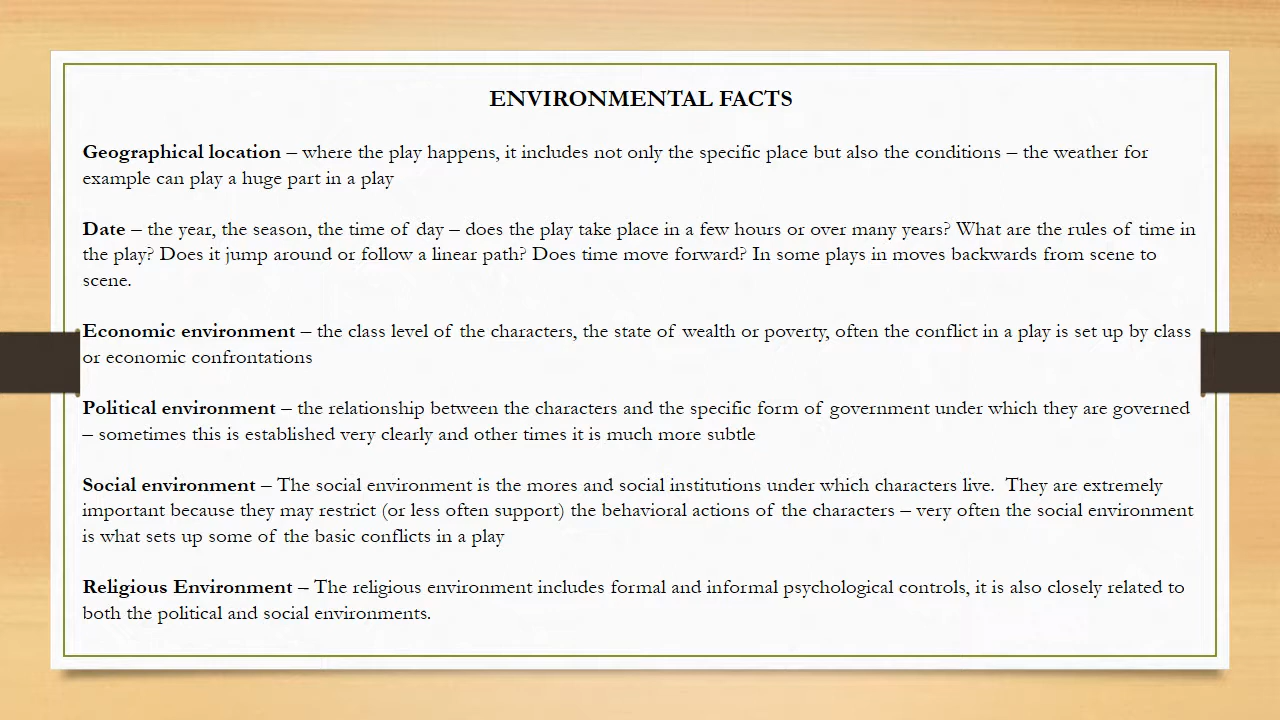 ENVIRONMENTAL FACTS
Geographical location – where the play happens, it includes not only the specific place but also the conditions – the weather for
example can play a huge part in a play
Date – the year, the season, the time of day – does the play take place in a few hours or over many years? What are the rules of time in
the play? Does it jump around or follow a linear path? Does time move forward? In some plays in moves backwards from scene to
scene.
Economic environment – the class level of the characters, the state of wealth or poverty, often the conflict in a play is set up by class
or economic confrontations
Political environment – the relationship between the characters and the specific form of government under which they are governed
– sometimes this is established very clearly and other times it is much more subtle
Social environment – The social environment is the mores and social institutions under which characters live.  They are extremely
important because they may restrict (or less often support) the behavioral actions of the characters – very often the social environment
is what sets up some of the basic conflicts in a play
Religious Environment – The religious environment includes formal and informal psychological controls, it is also closely related to
both the political and social environments.